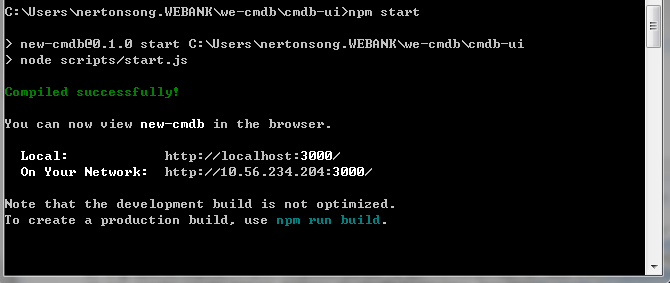 C:\Users\nertonsong.WEBANK\we-cmdb\cmdb-ui>npm start
> new-cmdb@0.1.0 start C:\Users\nertonsong.WEBANK\we-cmdb\cmdb-ui
> node scripts/start.js
Compiled successfully!
You can now view new-cmdb in the browser.
Local: http://localhost:3000/
On Your Network: http://10.56.234.204:3000/
Note that the development build is not optimized.
To create a production build, use npm run build.